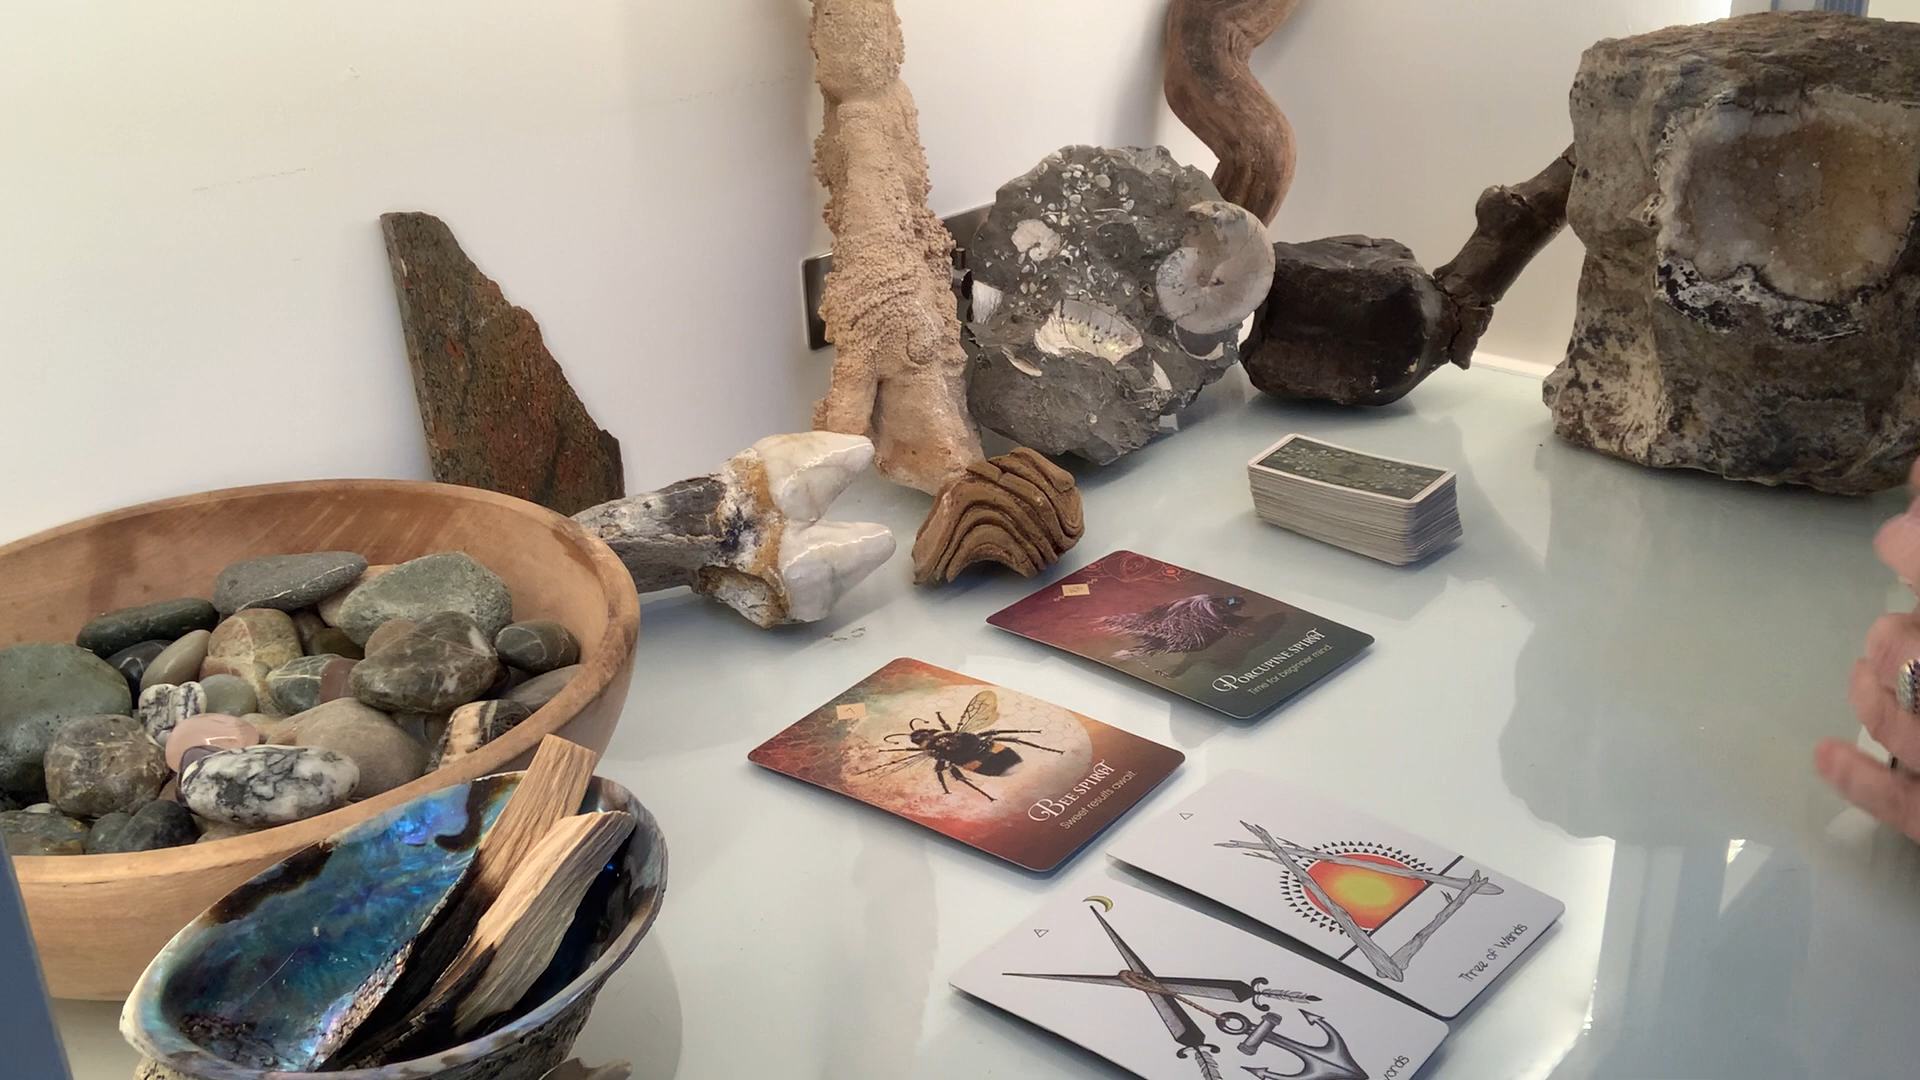 PORCUPINE SPIRIT
Time for beginner mind.
BEE SPIRIT
Sweet results await.
Three of Wands